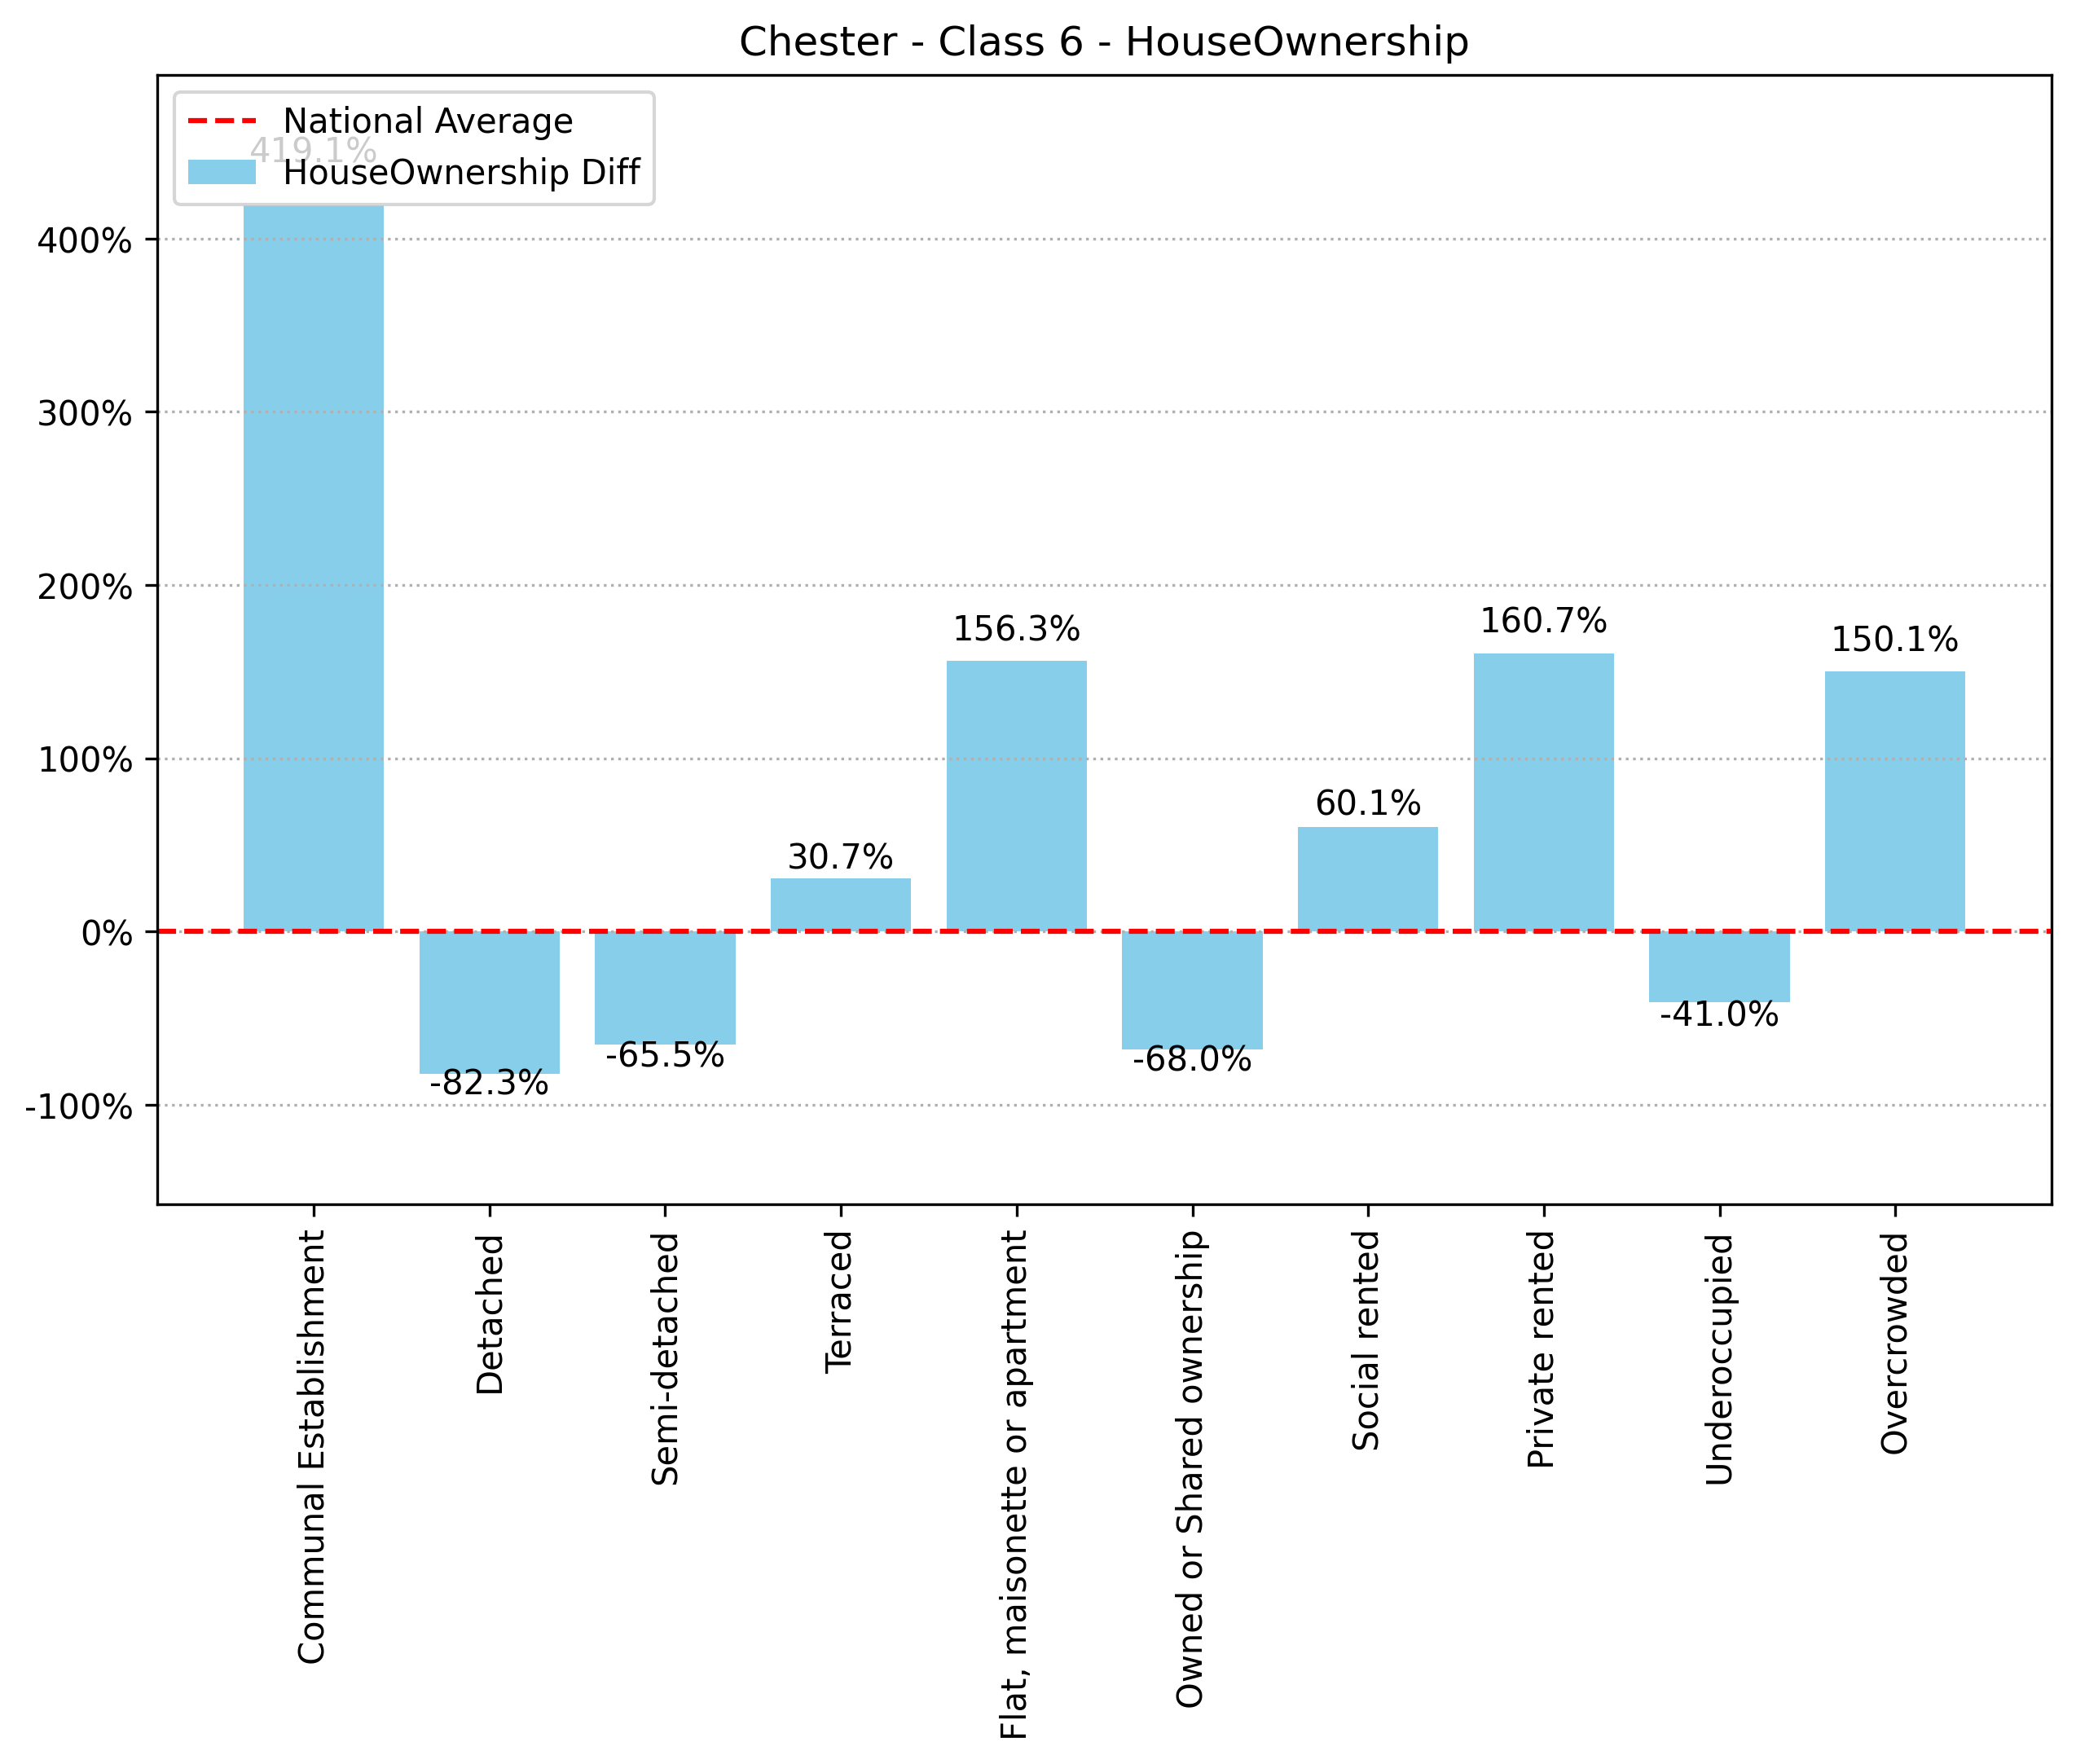 Chester - Class 6 - HouseOwnership
National Average
419.1%
HouseOwnership Diff
400%
300%
200%
100%
0%
-100%
156.3%
160.7%
150.1%
60.1%
30.7%
-41.0%
-65.5%
-68.0%
-82.3%
Communal Establishment
Detached
Semi-detached
Terraced
Flat, maisonette or apartment
Owned or Shared ownership
Social rented
Private rented
Underoccupied
Overcrowded